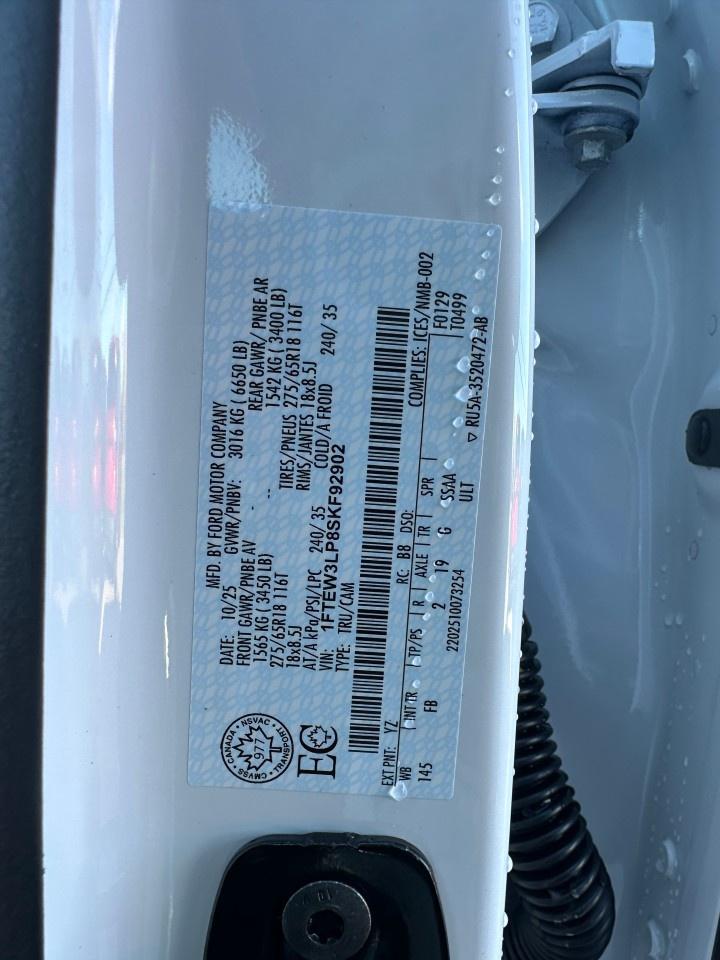 MFD. BY FORD MOTOR COMPANY
DATE: 10/25 GVWR/PNBV: 3016 KG ( 6650 LB)
FRONT GAWR/PNBE AV REAR GAWR/ PNBE AR
1565 KG ( 3450 LB) 1542 KG ( 3400 LB)
275/65R18 116T TIRES/PNEUS 275/65R18 116T
18x8.5J RIMS/JANTES 18x8.5J
AT/A kPa/PSI/LPC 240/ 35 COLD/A FROID 240/ 35
VIN: 1FTEW3LP8SKF92902
TYPE: TRU/CAM
CANADA · NSVAC · TRANSPORT · CMVSS
977
T
EC
COMPLIES: ICES/NMB-002
EXT PNT: YZ RC: BB DSO: F0129
WB INT TR TP/PS R AXLE TR SPR T0499
145 FB 2 19 G SSAA
2202510073254 ULT ▽ RU5A-3520472-AB